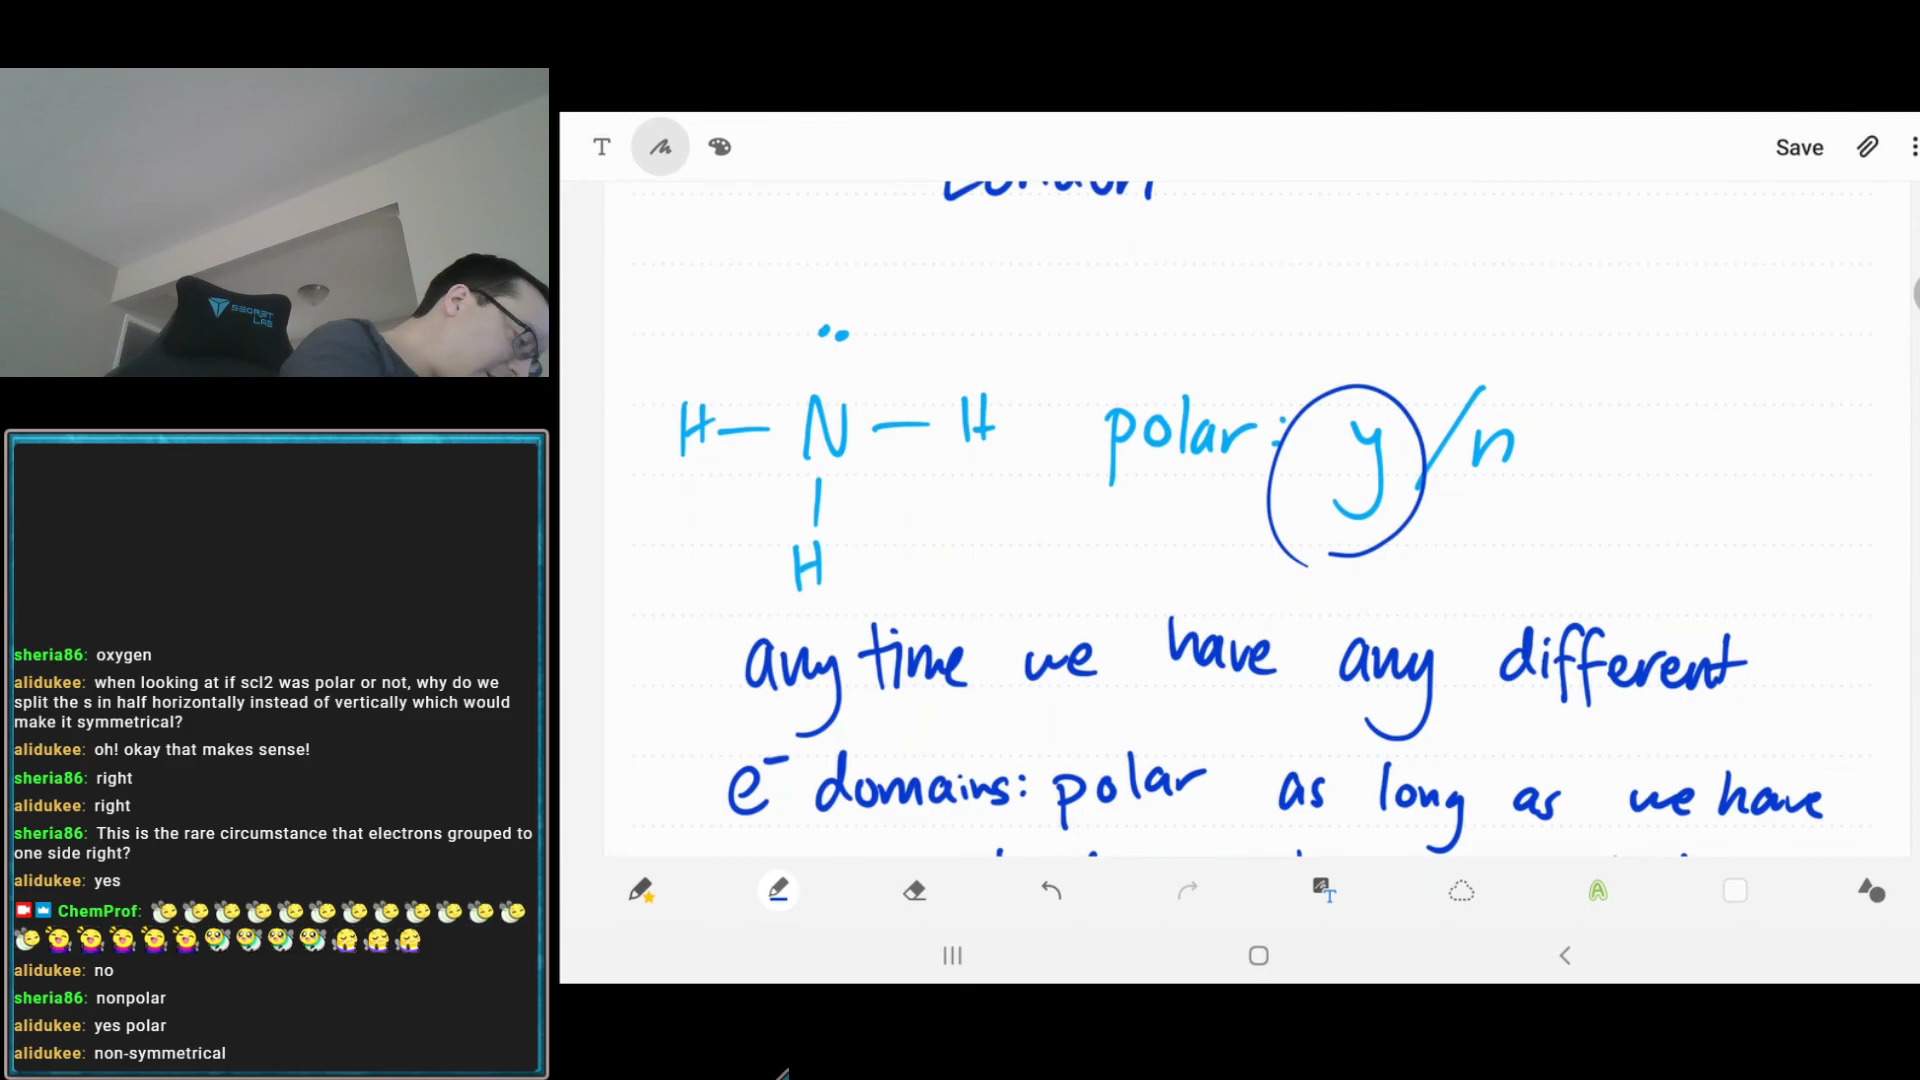 SECRET
LAB
sheria86: oxygen
alidukee: when looking at if scl2 was polar or not, why do we
split the s in half horizontally instead of vertically which would
make it symmetrical?
alidukee: oh! okay that makes sense!
sheria86: right
alidukee: right
sheria86: This is the rare circumstance that electrons grouped to
one side right?
alidukee: yes
ChemProf:
alidukee: no
sheria86: nonpolar
alidukee: yes polar
alidukee: non-symmetrical
T
Save
London
H — N — H polar: y/n
H
any time we have any different
e⁻ domains: polar as long as we have